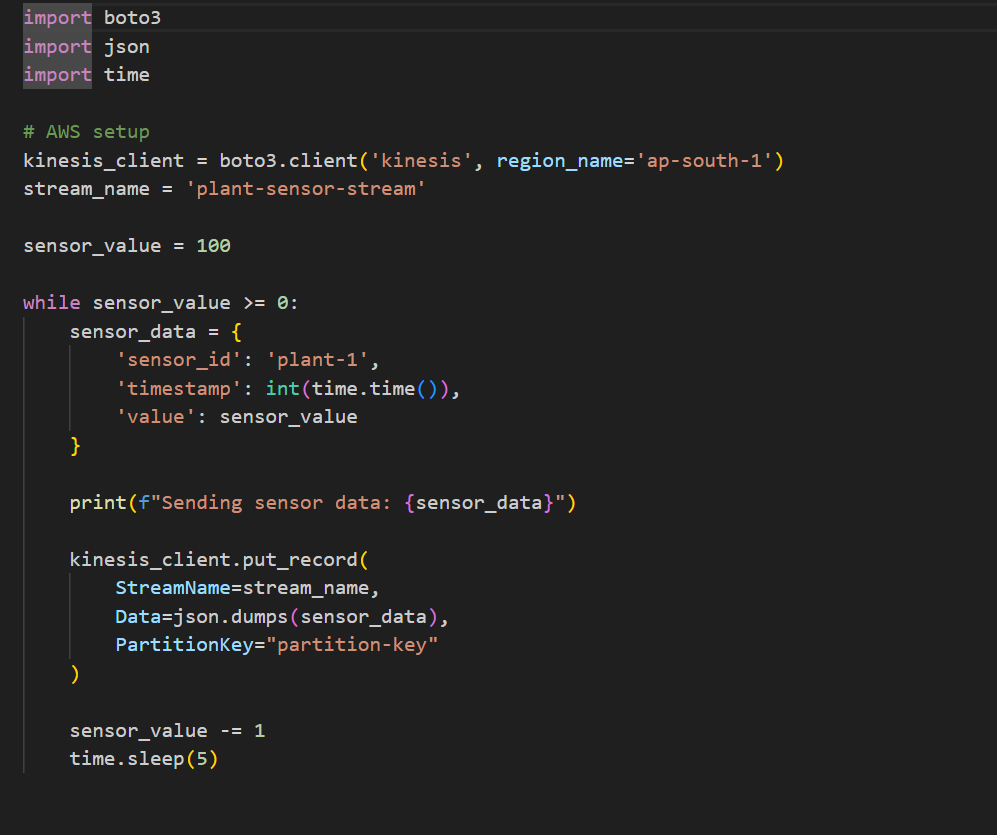 import boto3
import json
import time
# AWS setup
kinesis_client = boto3.client('kinesis', region_name='ap-south-1')
stream_name = 'plant-sensor-stream'
sensor_value = 100
while sensor_value >= 0:
    sensor_data = {
        'sensor_id': 'plant-1',
        'timestamp': int(time.time()),
        'value': sensor_value
    }
    print(f"Sending sensor data: {sensor_data}")
    kinesis_client.put_record(
        StreamName=stream_name,
        Data=json.dumps(sensor_data),
        PartitionKey="partition-key"
    )
    sensor_value -= 1
    time.sleep(5)